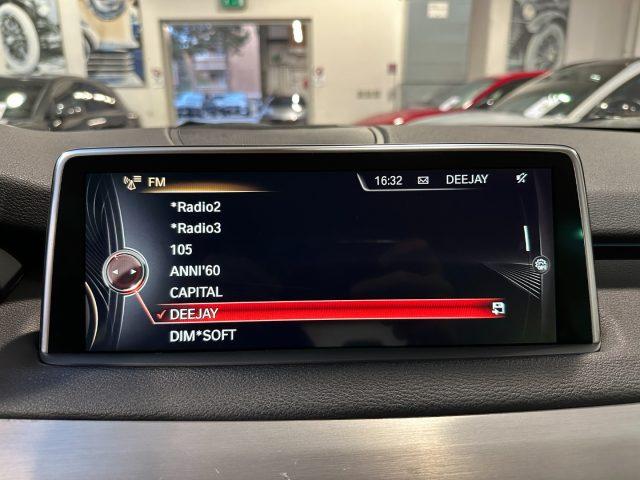 FM
16:32 DEEJAY
*Radio2
*Radio3
105
ANNI'60
CAPITAL
DEEJAY
DIM*SOFT